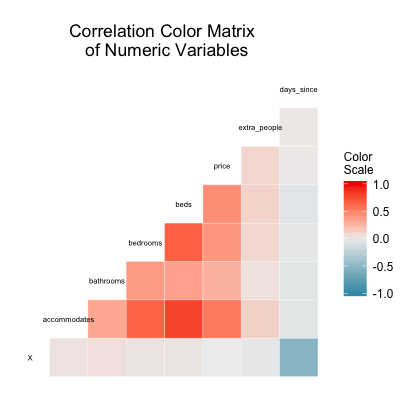 Correlation Color Matrix
of Numeric Variables
days_since
extra_people
price
beds
bedrooms
bathrooms
accommodates
X
Color
Scale
1.0
0.5
0.0
-0.5
-1.0